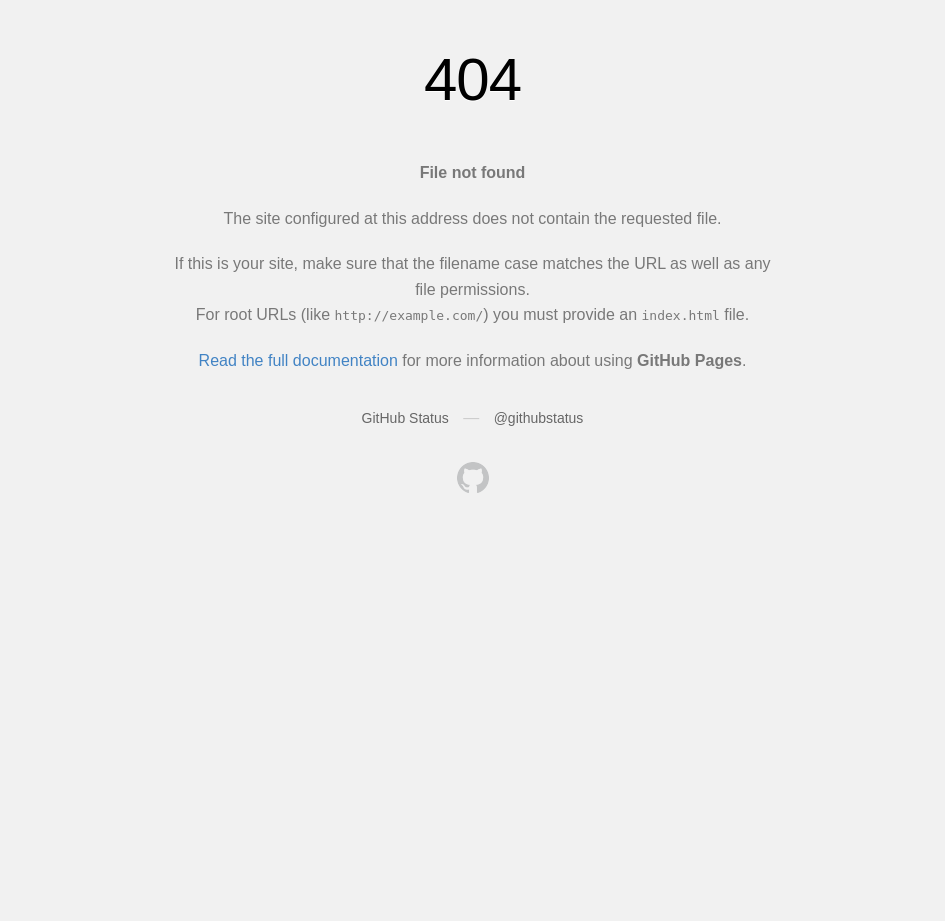 404
File not found
The site configured at this address does not contain the requested file.
If this is your site, make sure that the filename case matches the URL as well as any
file permissions.
For root URLs (like http://example.com/) you must provide an index.html file.
Read the full documentation for more information about using GitHub Pages.
GitHub Status — @githubstatus